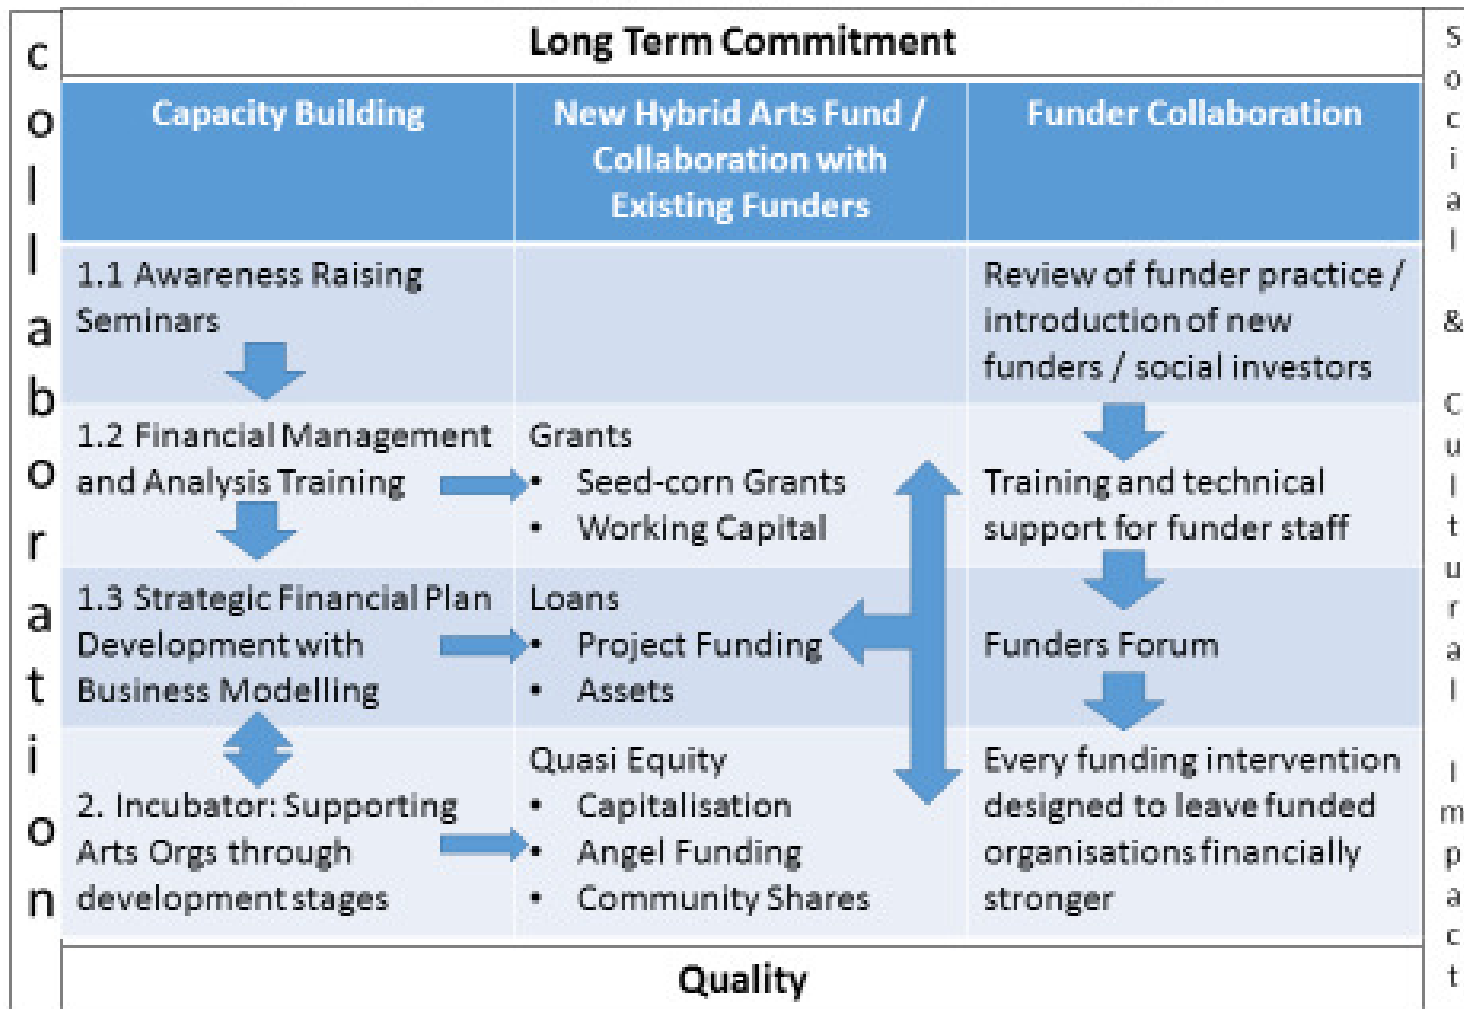 Long Term Commitment
collaboration
Capacity Building
New Hybrid Arts Fund /
Collaboration with
Existing Funders
Funder Collaboration
1.1 Awareness Raising
Seminars
Review of funder practice /
introduction of new
funders / social investors
1.2 Financial Management
and Analysis Training
Grants
• Seed-corn Grants
• Working Capital
Training and technical
support for funder staff
1.3 Strategic Financial Plan
Development with
Business Modelling
Loans
• Project Funding
• Assets
Funders Forum
2. Incubator: Supporting
Arts Orgs through
development stages
Quasi Equity
• Capitalisation
• Angel Funding
• Community Shares
Every funding intervention
designed to leave funded
organisations financially
stronger
Social & Cultural Impact
Quality